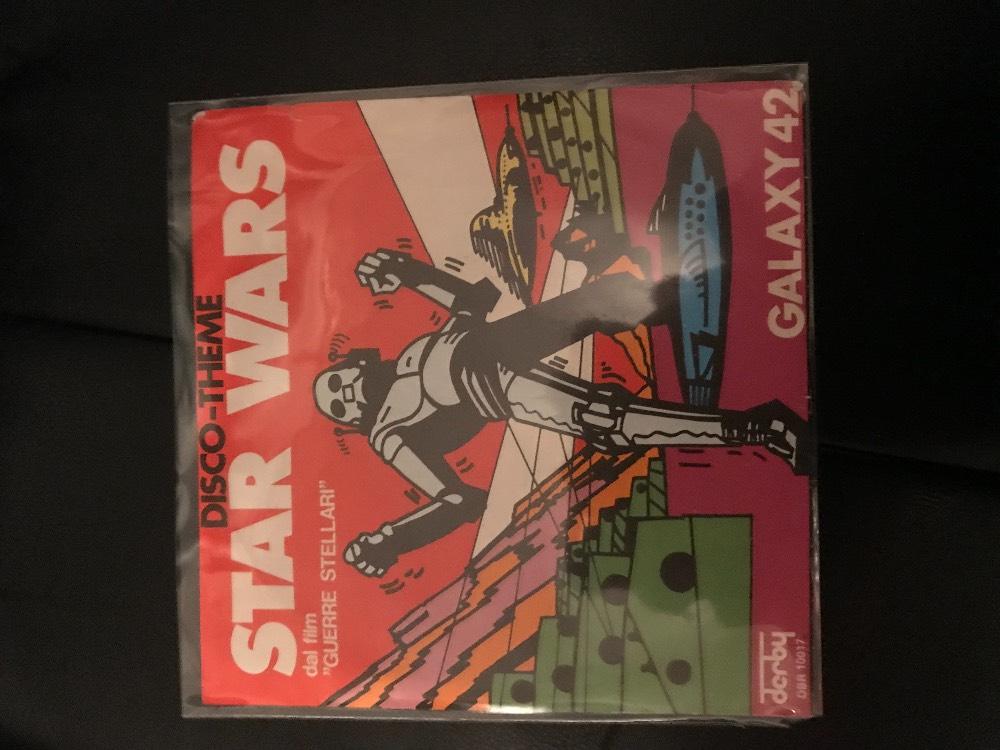 DISCO-THEME
STAR WARS
dal film
"GUERRE STELLARI"
GALAXY 42
derby
DBR 10017